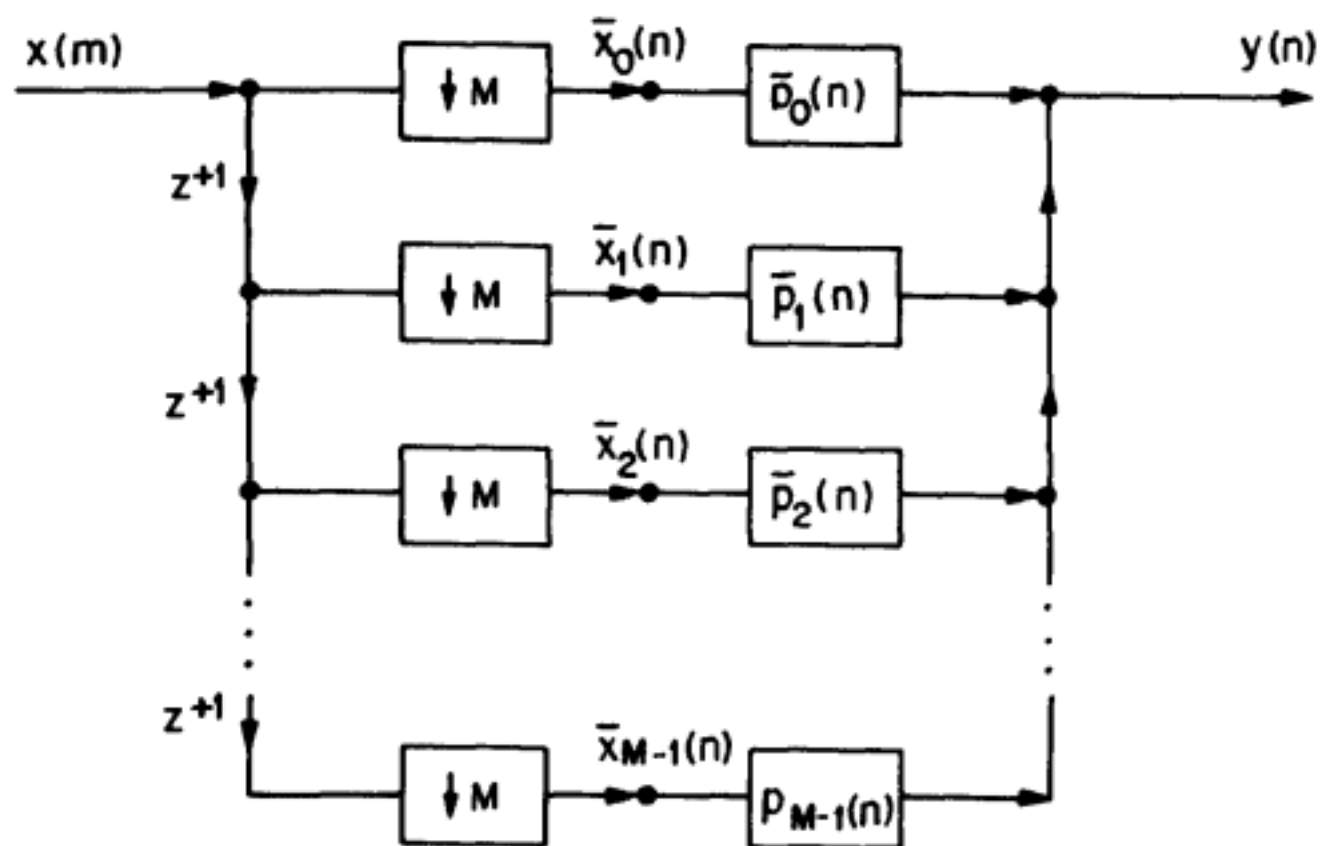 x(m) ↓ M x̄₀(n) p̄₀(n) y(n)
z⁺¹
↓ M x̄₁(n) p̄₁(n)
z⁺¹
↓ M x̄₂(n) p̄₂(n)
z⁺¹
↓ M x̄M-1(n) pM-1(n)